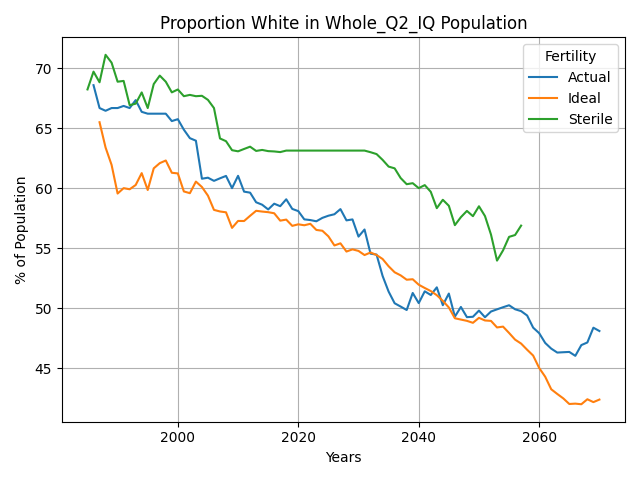 Proportion White in Whole_Q2_IQ Population
% of Population
70
65
60
55
50
45
2000
2020
2040
2060
Years
Fertility
Actual
Ideal
Sterile